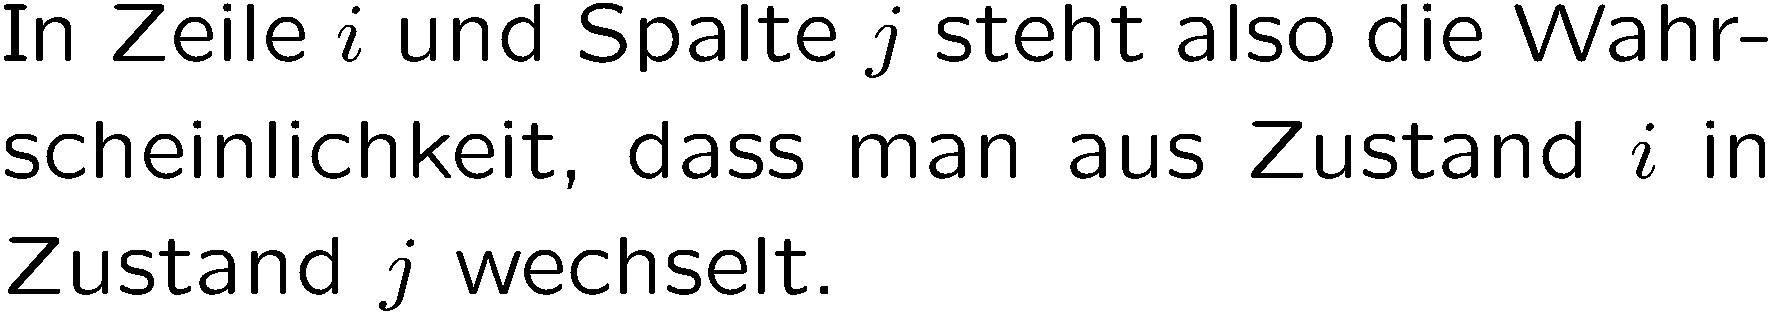 In Zeile i und Spalte j steht also die Wahr-
scheinlichkeit, dass man aus Zustand i in
Zustand j wechselt.